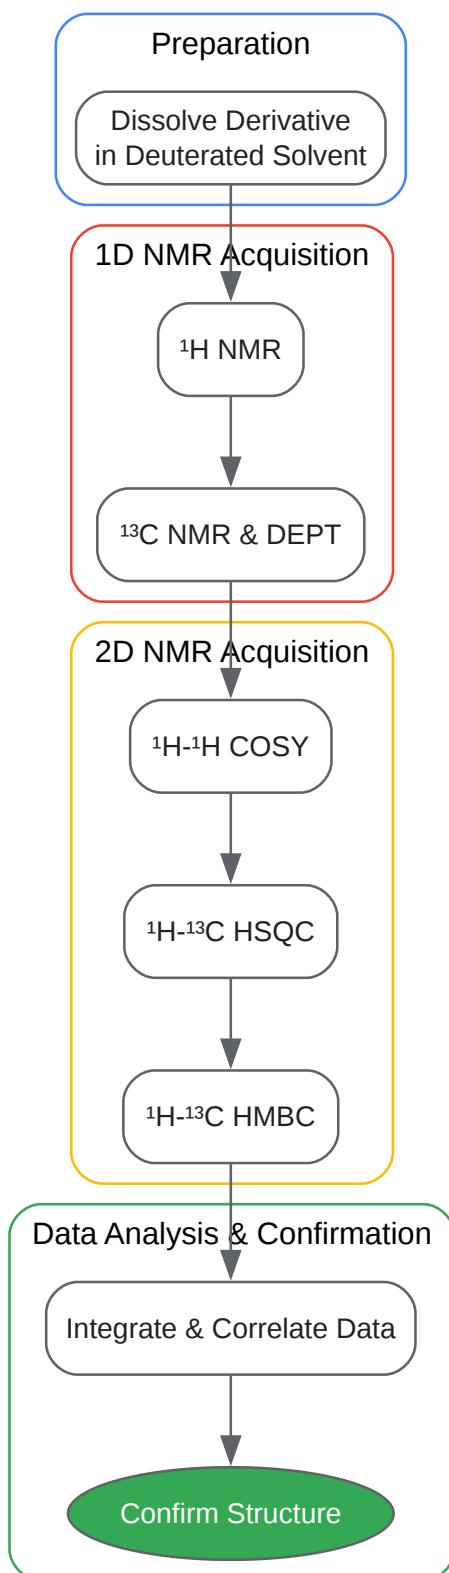 Preparation
Dissolve Derivative
in Deuterated Solvent
1D NMR Acquisition
¹H NMR
¹³C NMR & DEPT
2D NMR Acquisition
¹H-¹H COSY
¹H-¹³C HSQC
¹H-¹³C HMBC
Data Analysis & Confirmation
Integrate & Correlate Data
Confirm Structure